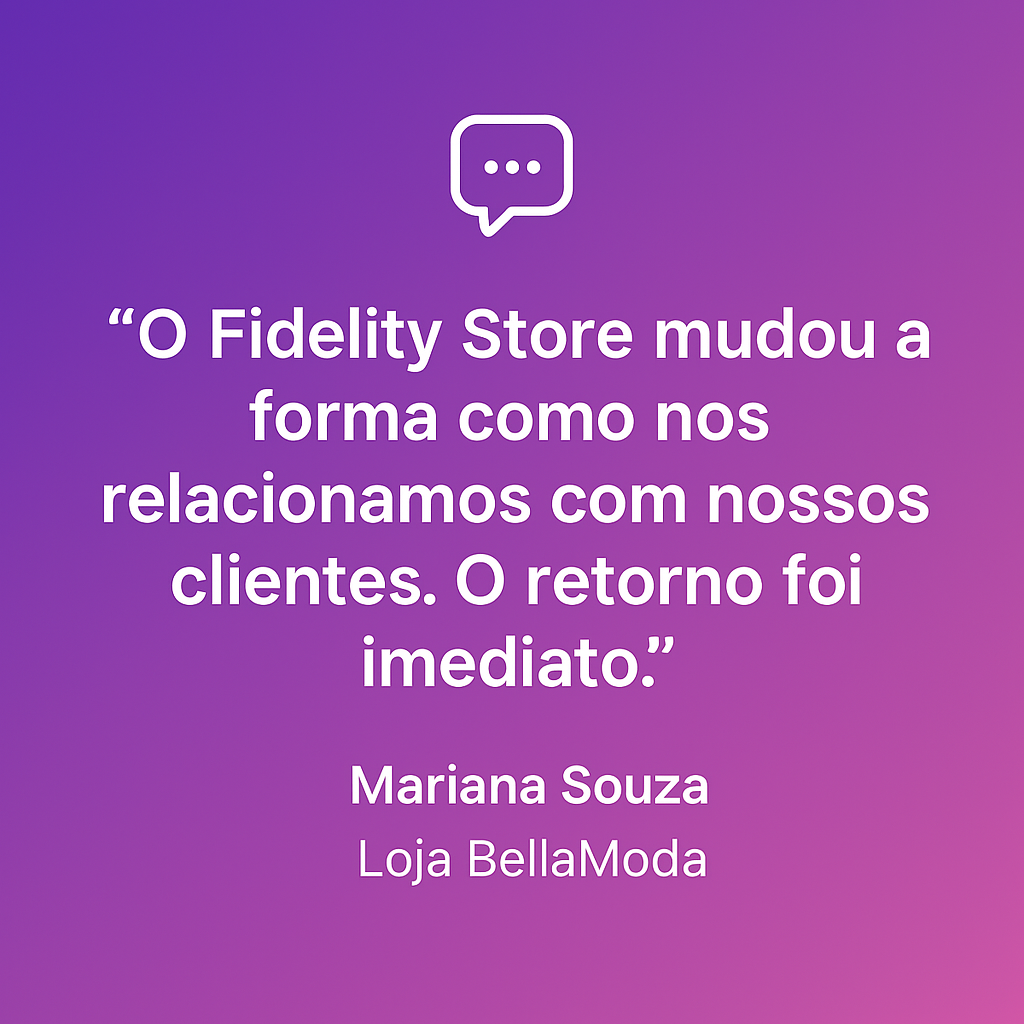 “O Fidelity Store mudou a
forma como nos
relacionamos com nossos
clientes. O retorno foi
imediato.”
Mariana Souza
Loja BellaModa